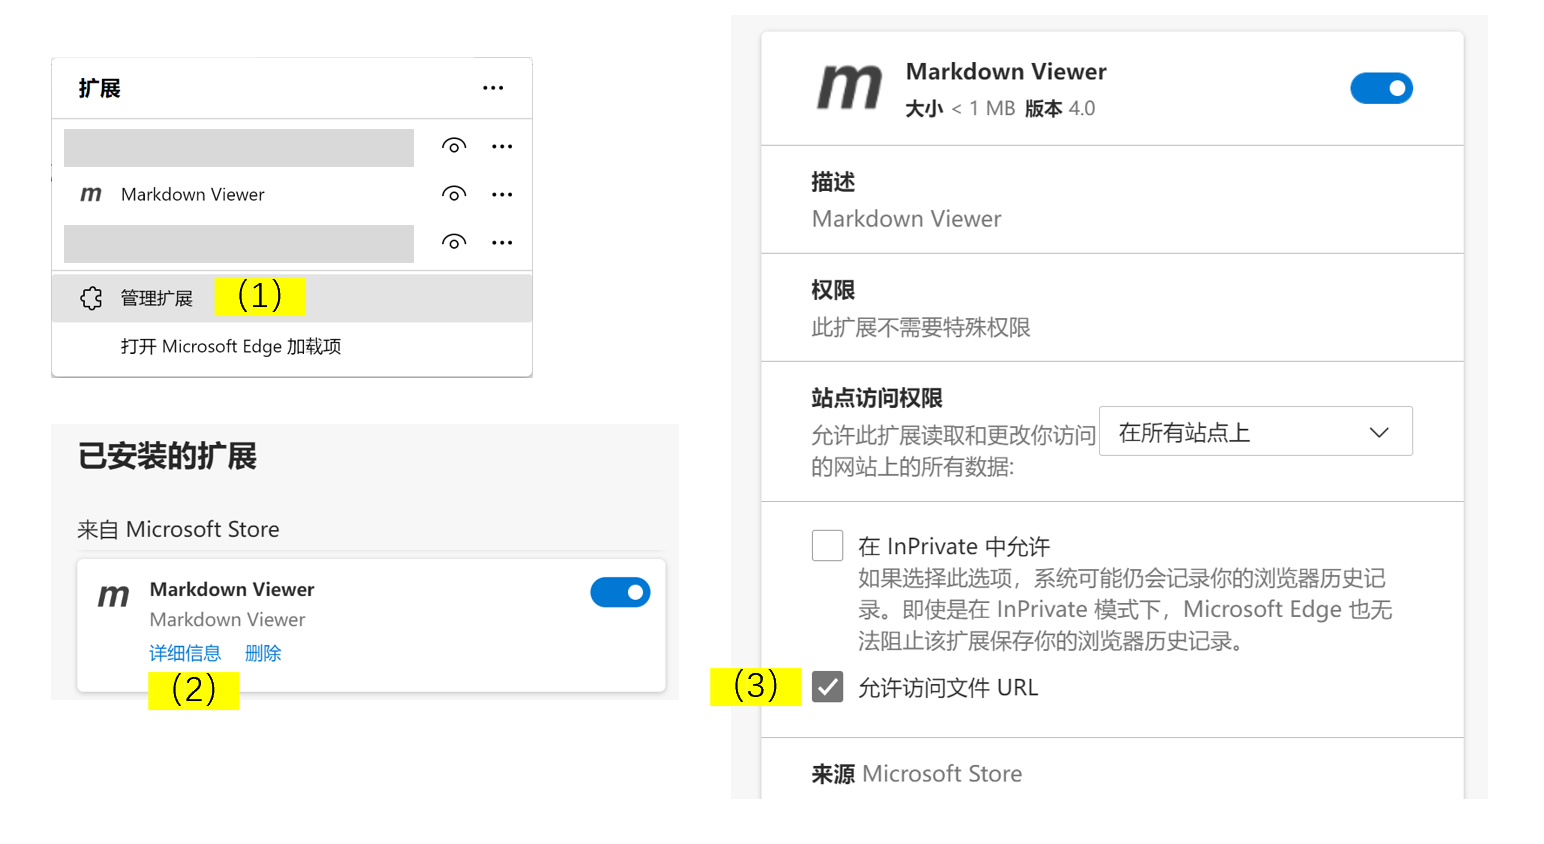 扩展
Markdown Viewer
管理扩展 (1)
打开 Microsoft Edge 加载项
已安装的扩展
来自 Microsoft Store
m Markdown Viewer
Markdown Viewer
详细信息 删除
(2)
m Markdown Viewer
大小 < 1 MB 版本 4.0
描述
Markdown Viewer
权限
此扩展不需要特殊权限
站点访问权限
允许此扩展读取和更改你访问
的网站上的所有数据:
在所有站点上
在 InPrivate 中允许
如果选择此选项，系统可能仍会记录你的浏览器历史记
录。即使是在 InPrivate 模式下，Microsoft Edge 也无
法阻止该扩展保存你的浏览器历史记录。
(3) 允许访问文件 URL
来源 Microsoft Store